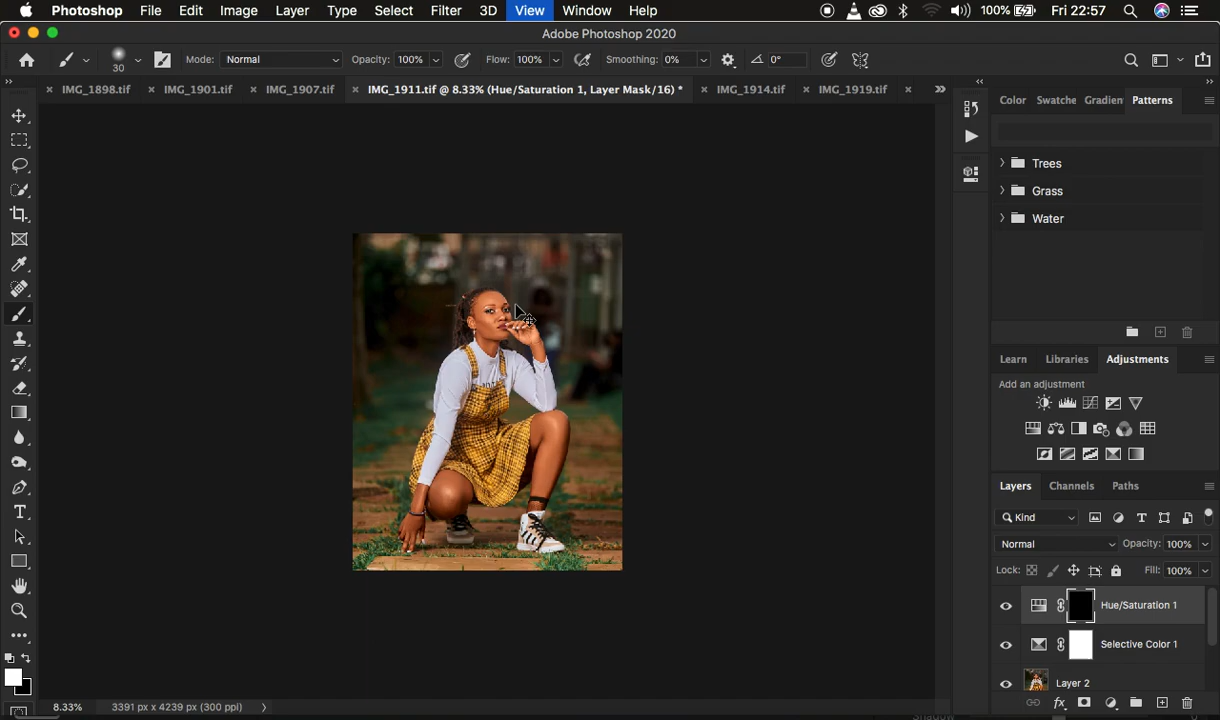 Photoshop File Edit Image Layer Type Select Filter 3D View Window Help 100% Fri 22:57
Adobe Photoshop 2020
30 Mode: Normal Opacity: 100% Flow: 100% Smoothing: 0% 0°
IMG_1898.tif IMG_1901.tif IMG_1907.tif IMG_1911.tif @ 8.33% (Hue/Saturation 1, Layer Mask/16) * IMG_1914.tif IMG_1919.tif
Color Swatche Gradien Patterns
Trees
Grass
Water
Learn Libraries Adjustments
Add an adjustment
Layers Channels Paths
Kind
Normal Opacity: 100%
Lock: Fill: 100%
Hue/Saturation 1
Selective Color 1
Layer 2
8.33% 3391 px x 4239 px (300 ppi)